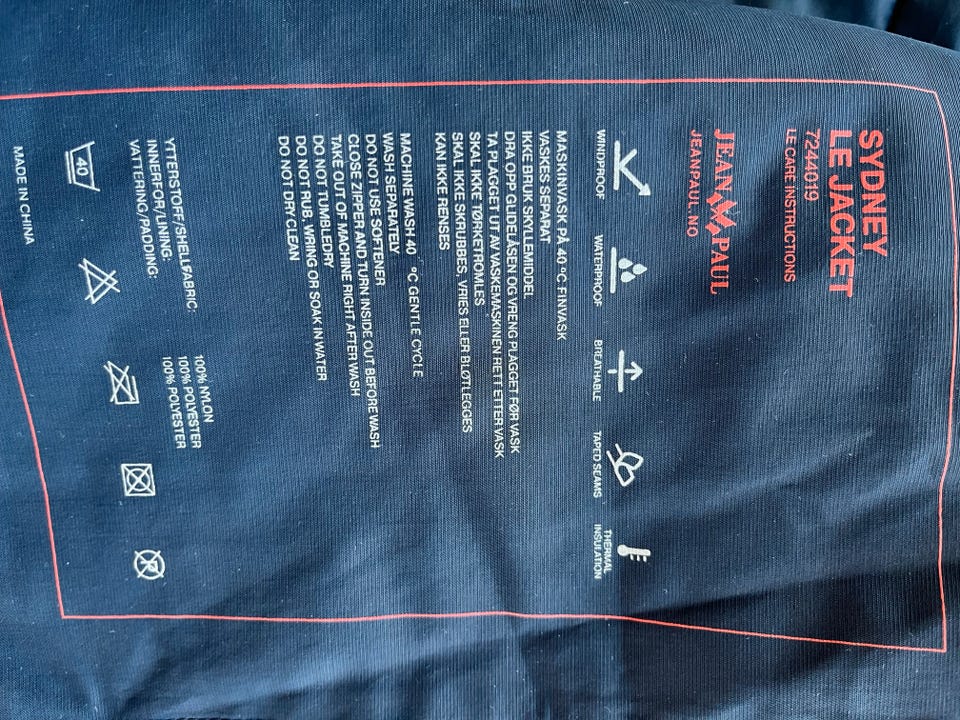 SYDNEY
LE JACKET
7244019
LE CARE INSTRUCTIONS
JEAN PAUL
JEANPAUL.NO
WINDPROOF
WATERPROOF
BREATHABLE
TAPED SEAMS
THERMAL
INSULATION
MASKINVASK PÅ 40 ºC FINVASK
VASKES SEPARAT
IKKE BRUK SKYLLEMIDDEL
DRA OPP GLIDELÅSEN OG VRENG PLAGGET FØR VASK
TA PLAGGET UT AV VASKEMASKINEN RETT ETTER VASK
SKAL IKKE TØRKETROMLES
SKAL IKKE SKRUBBES, VRIES ELLER BLØTLEGGES
KAN IKKE RENSES
MACHINE WASH 40 ºC GENTLE CYCLE
WASH SEPARATELY
DO NOT USE SOFTENER
CLOSE ZIPPER AND TURN INSIDE OUT BEFORE WASH
TAKE OUT OF MACHINE RIGHT AFTER WASH
DO NOT TUMBLEDRY
DO NOT RUB, WRING OR SOAK IN WATER
DO NOT DRY CLEAN
YTTERSTOFF/SHELLFABRIC: 100% NYLON
INNERFOR/LINING: 100% POLYESTER
VATTERING/PADDING: 100% POLYESTER
40
P
MADE IN CHINA